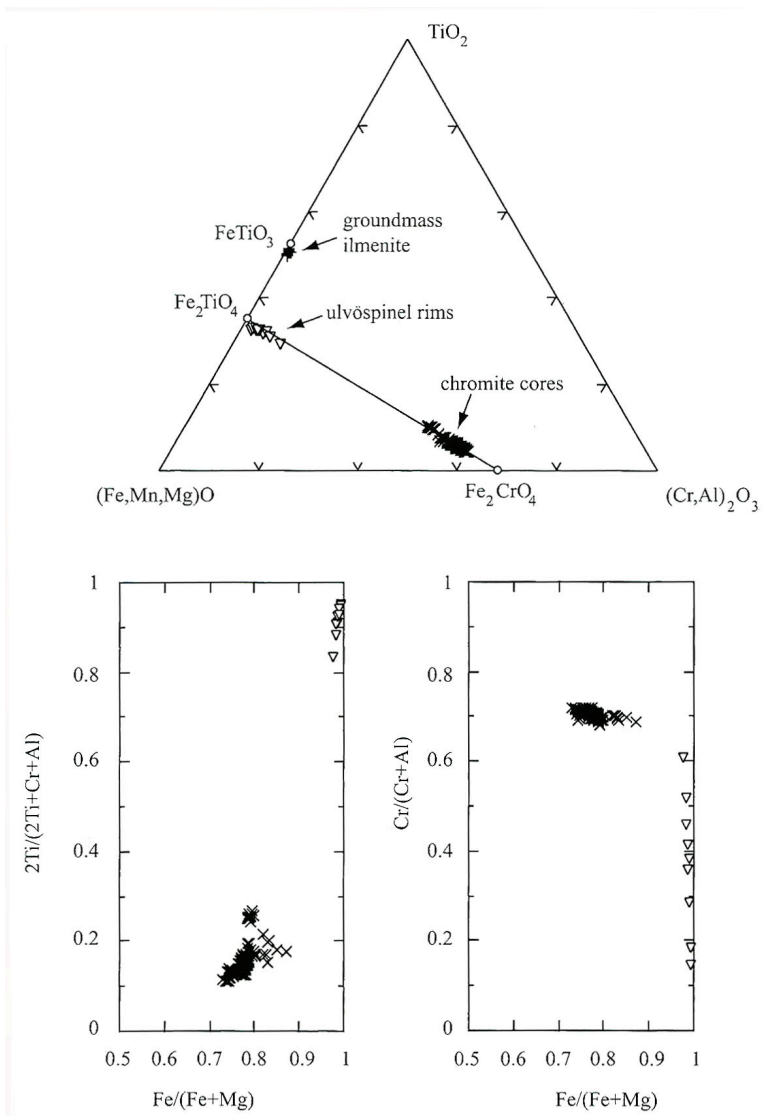 TiO2
FeTiO3
groundmass
ilmenite
Fe2TiO4
ulvöspinel rims
chromite cores
(Fe,Mn,Mg)O
Fe2CrO4
(Cr,Al)2O3
2Ti/(2Ti+Cr+Al)
1
0.8
0.6
0.4
0.2
0
0.5 0.6 0.7 0.8 0.9 1
Fe/(Fe+Mg)
Cr/(Cr+Al)
1
0.8
0.6
0.4
0.2
0
0.5 0.6 0.7 0.8 0.9 1
Fe/(Fe+Mg)